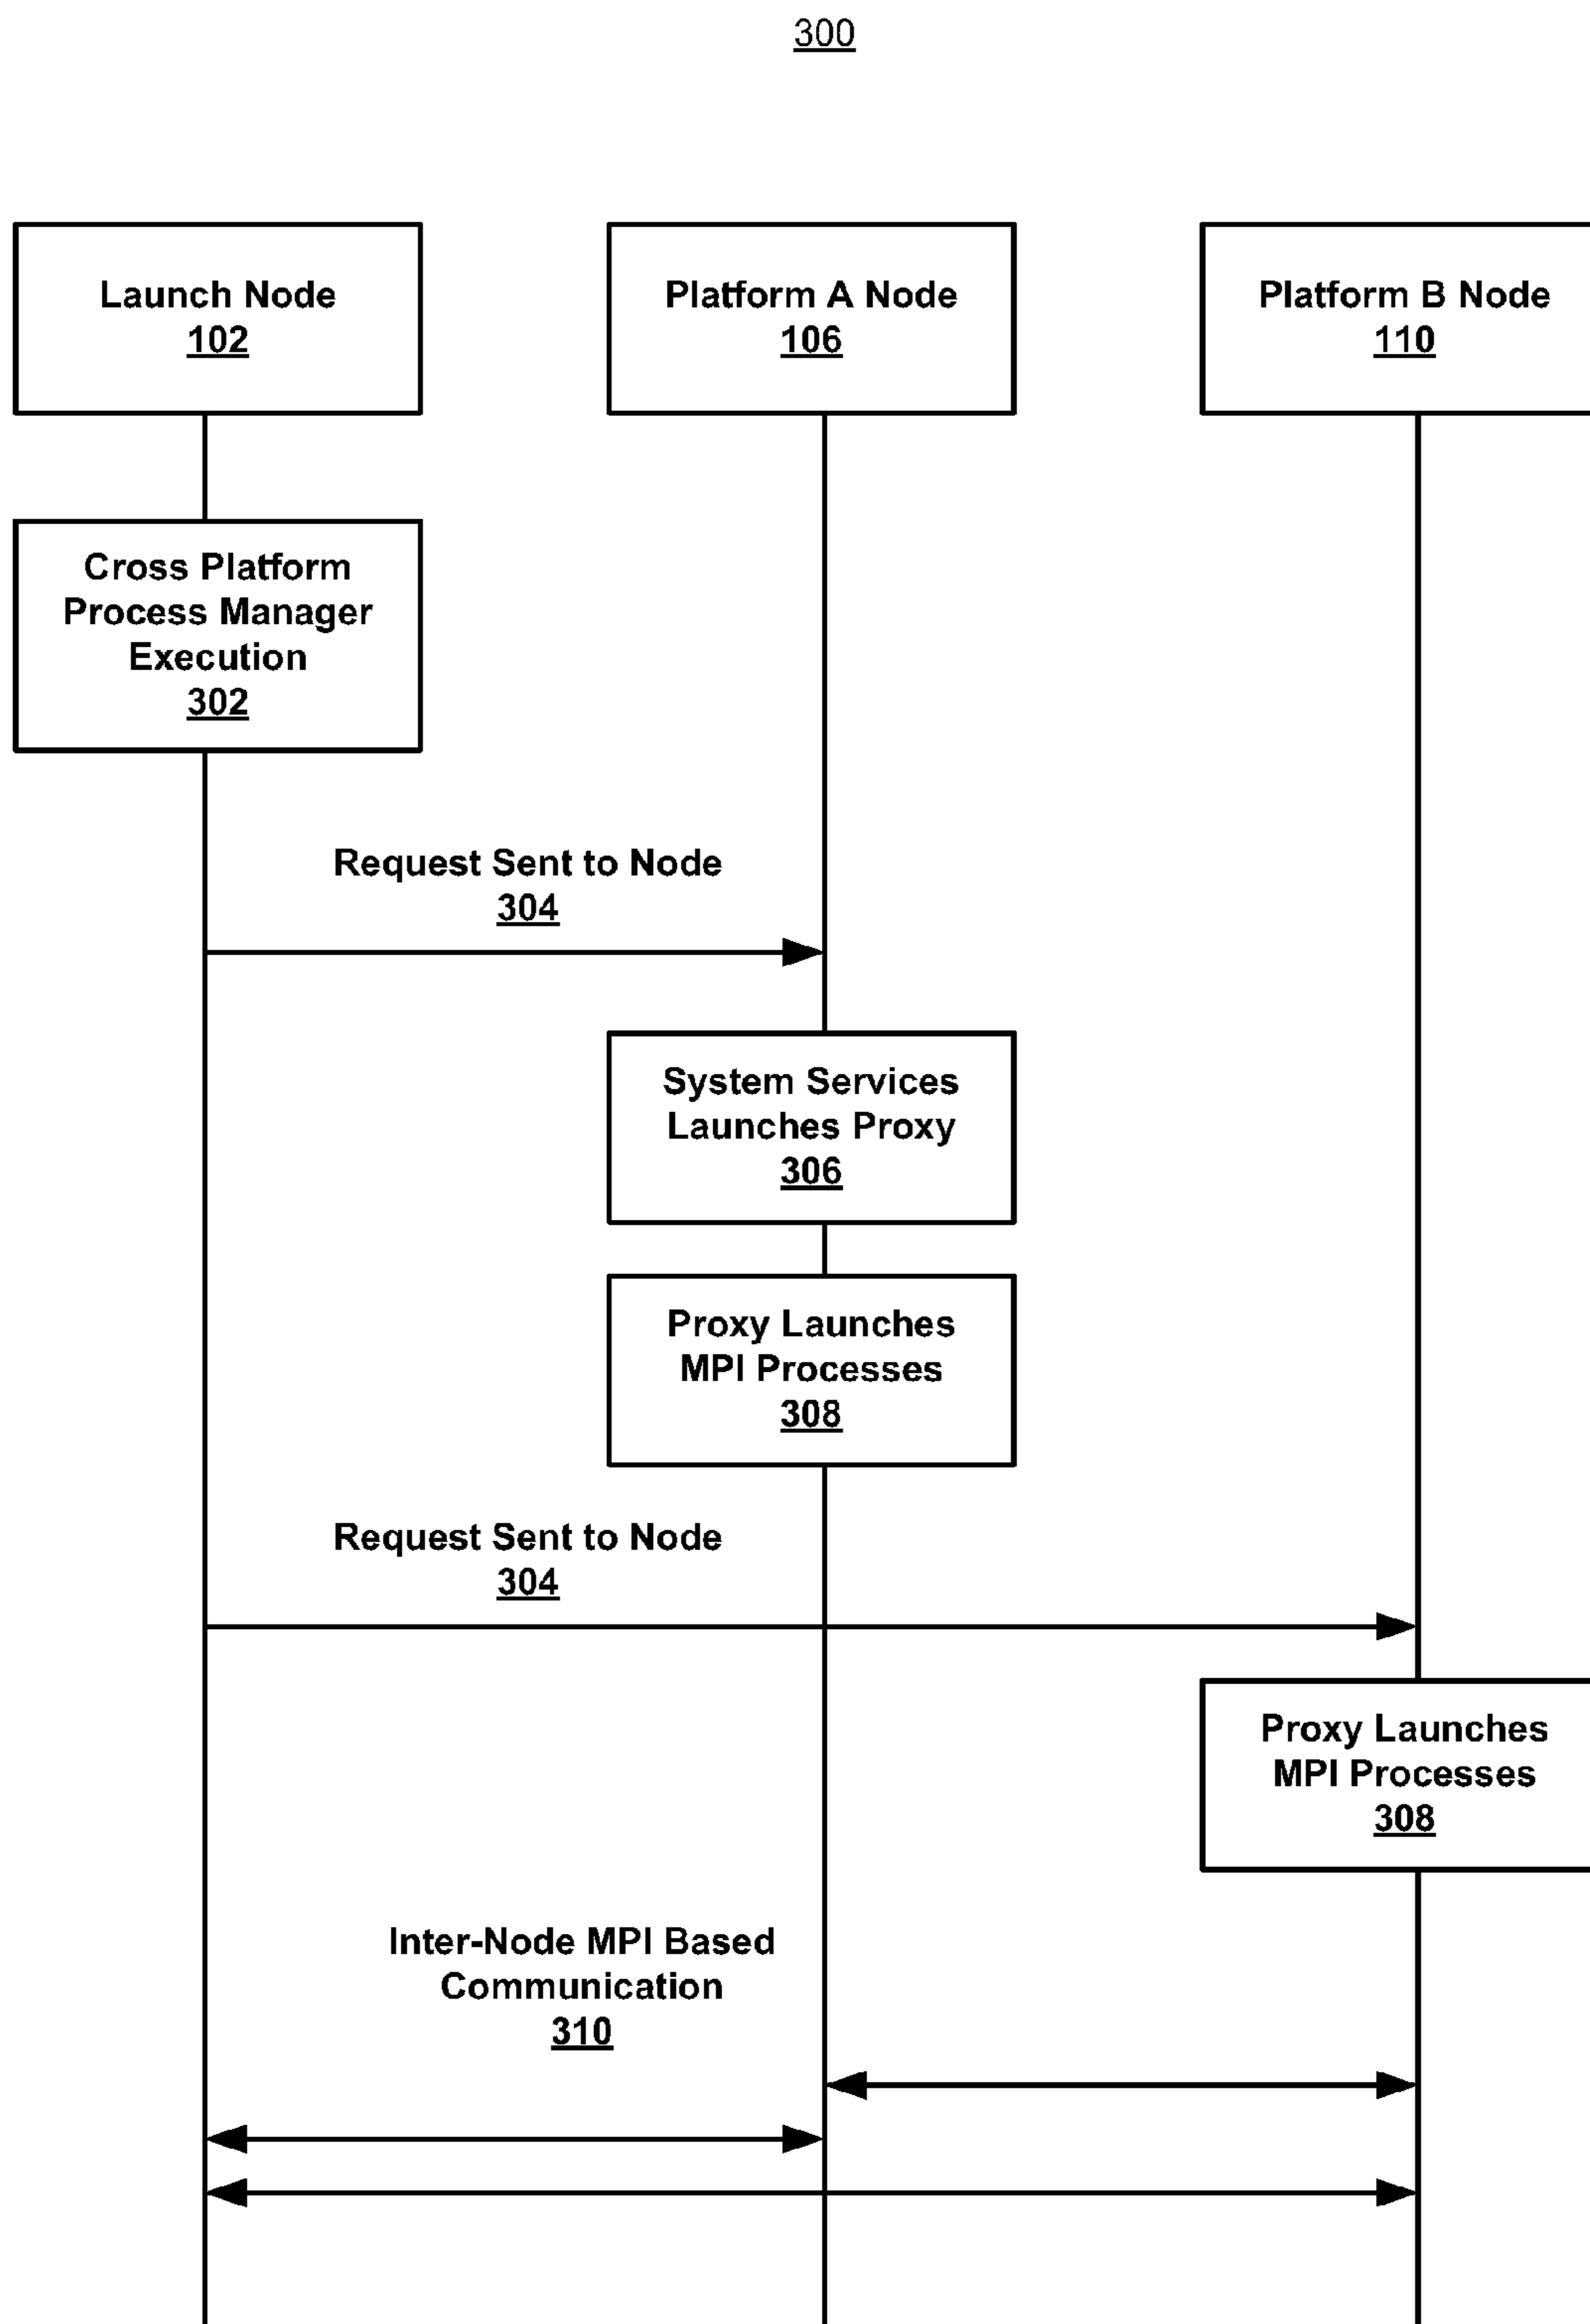 300
Launch Node
102
Platform A Node
106
Platform B Node
110
Cross Platform
Process Manager
Execution
302
Request Sent to Node
304
System Services
Launches Proxy
306
Proxy Launches
MPI Processes
308
Request Sent to Node
304
Proxy Launches
MPI Processes
308
Inter-Node MPI Based
Communication
310